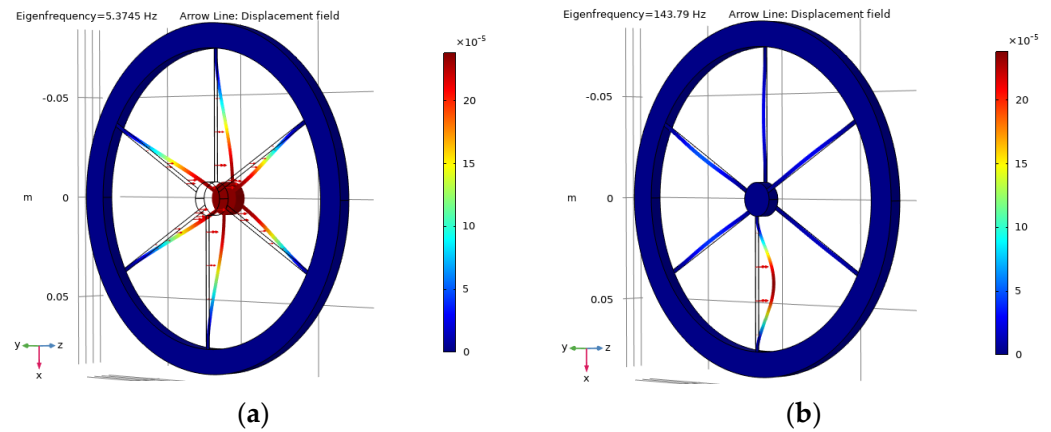 Eigenfrequency=5.3745 Hz Arrow Line: Displacement field
×10⁻⁵
-0.05
20
15
m 0
10
5
0.05
y z
x
0
(a)
Eigenfrequency=143.79 Hz Arrow Line: Displacement field
×10⁻⁵
-0.05
20
15
m 0
10
5
0.05
y z
x
0
(b)